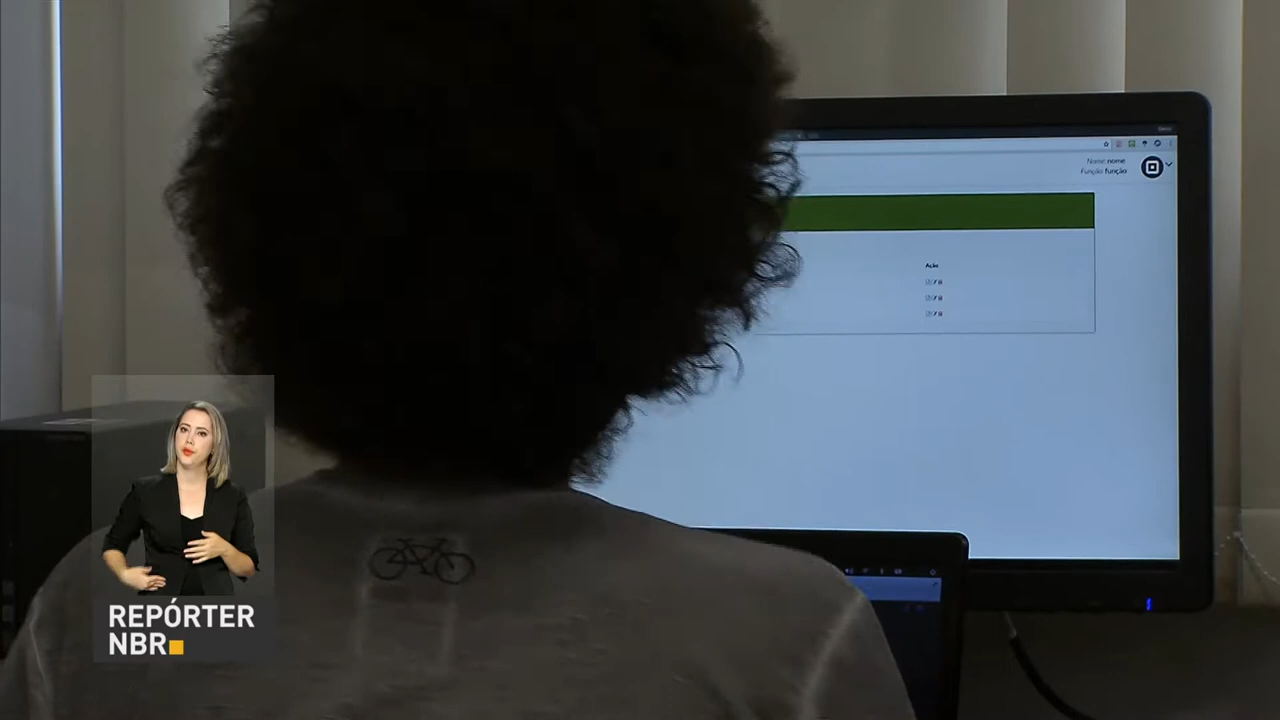 Nome: nome
Função: função
Ação
REPÓRTER
NBR